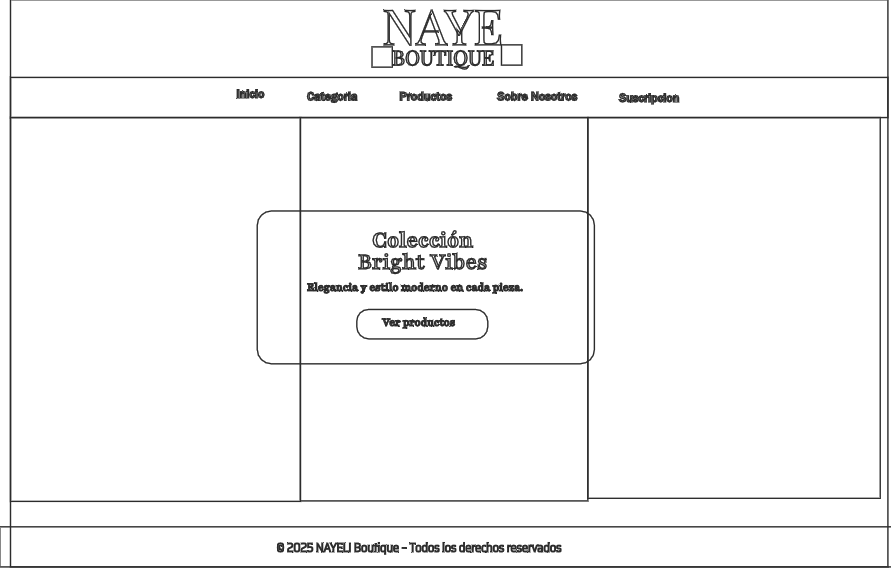 NAYE
BOUTIQUE
Inicio Categoria Productos Sobre Nosotros Suscripcion
Colección
Bright Vibes
Elegancia y estilo moderno en cada pieza.
Ver productos
© 2025 NAYELI Boutique – Todos los derechos reservados